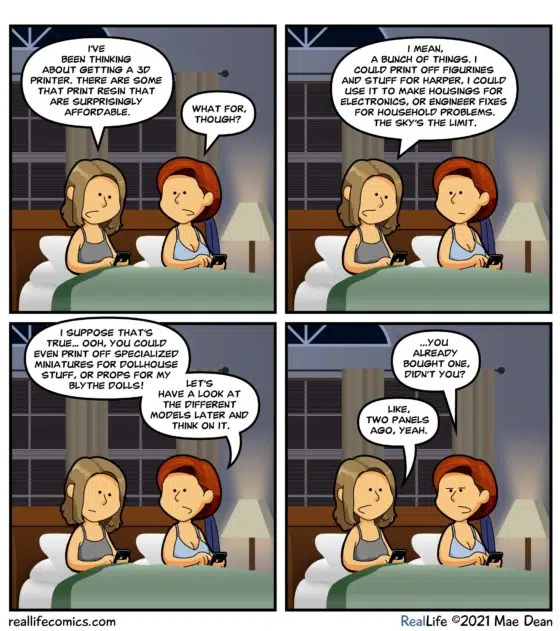 I'VE
BEEN THINKING
ABOUT GETTING A 3D
PRINTER. THERE ARE SOME
THAT PRINT RESIN THAT
ARE SURPRISINGLY
AFFORDABLE.
WHAT FOR,
THOUGH?
I MEAN,
A BUNCH OF THINGS. I
COULD PRINT OFF FIGURINES
AND STUFF FOR HARPER, I COULD
USE IT TO MAKE HOUSINGS FOR
ELECTRONICS, OR ENGINEER FIXES
FOR HOUSEHOLD PROBLEMS.
THE SKY'S THE LIMIT.
I SUPPOSE THAT'S
TRUE... OOH, YOU COULD
EVEN PRINT OFF SPECIALIZED
MINIATURES FOR DOLLHOUSE
STUFF, OR PROPS FOR MY
BLYTHE DOLLS!
LET'S
HAVE A LOOK AT
THE DIFFERENT
MODELS LATER AND
THINK ON IT.
...YOU
ALREADY
BOUGHT ONE,
DIDN'T YOU?
LIKE,
TWO PANELS
AGO, YEAH.
reallifecomics.com
RealLife ©2021 Mae Dean